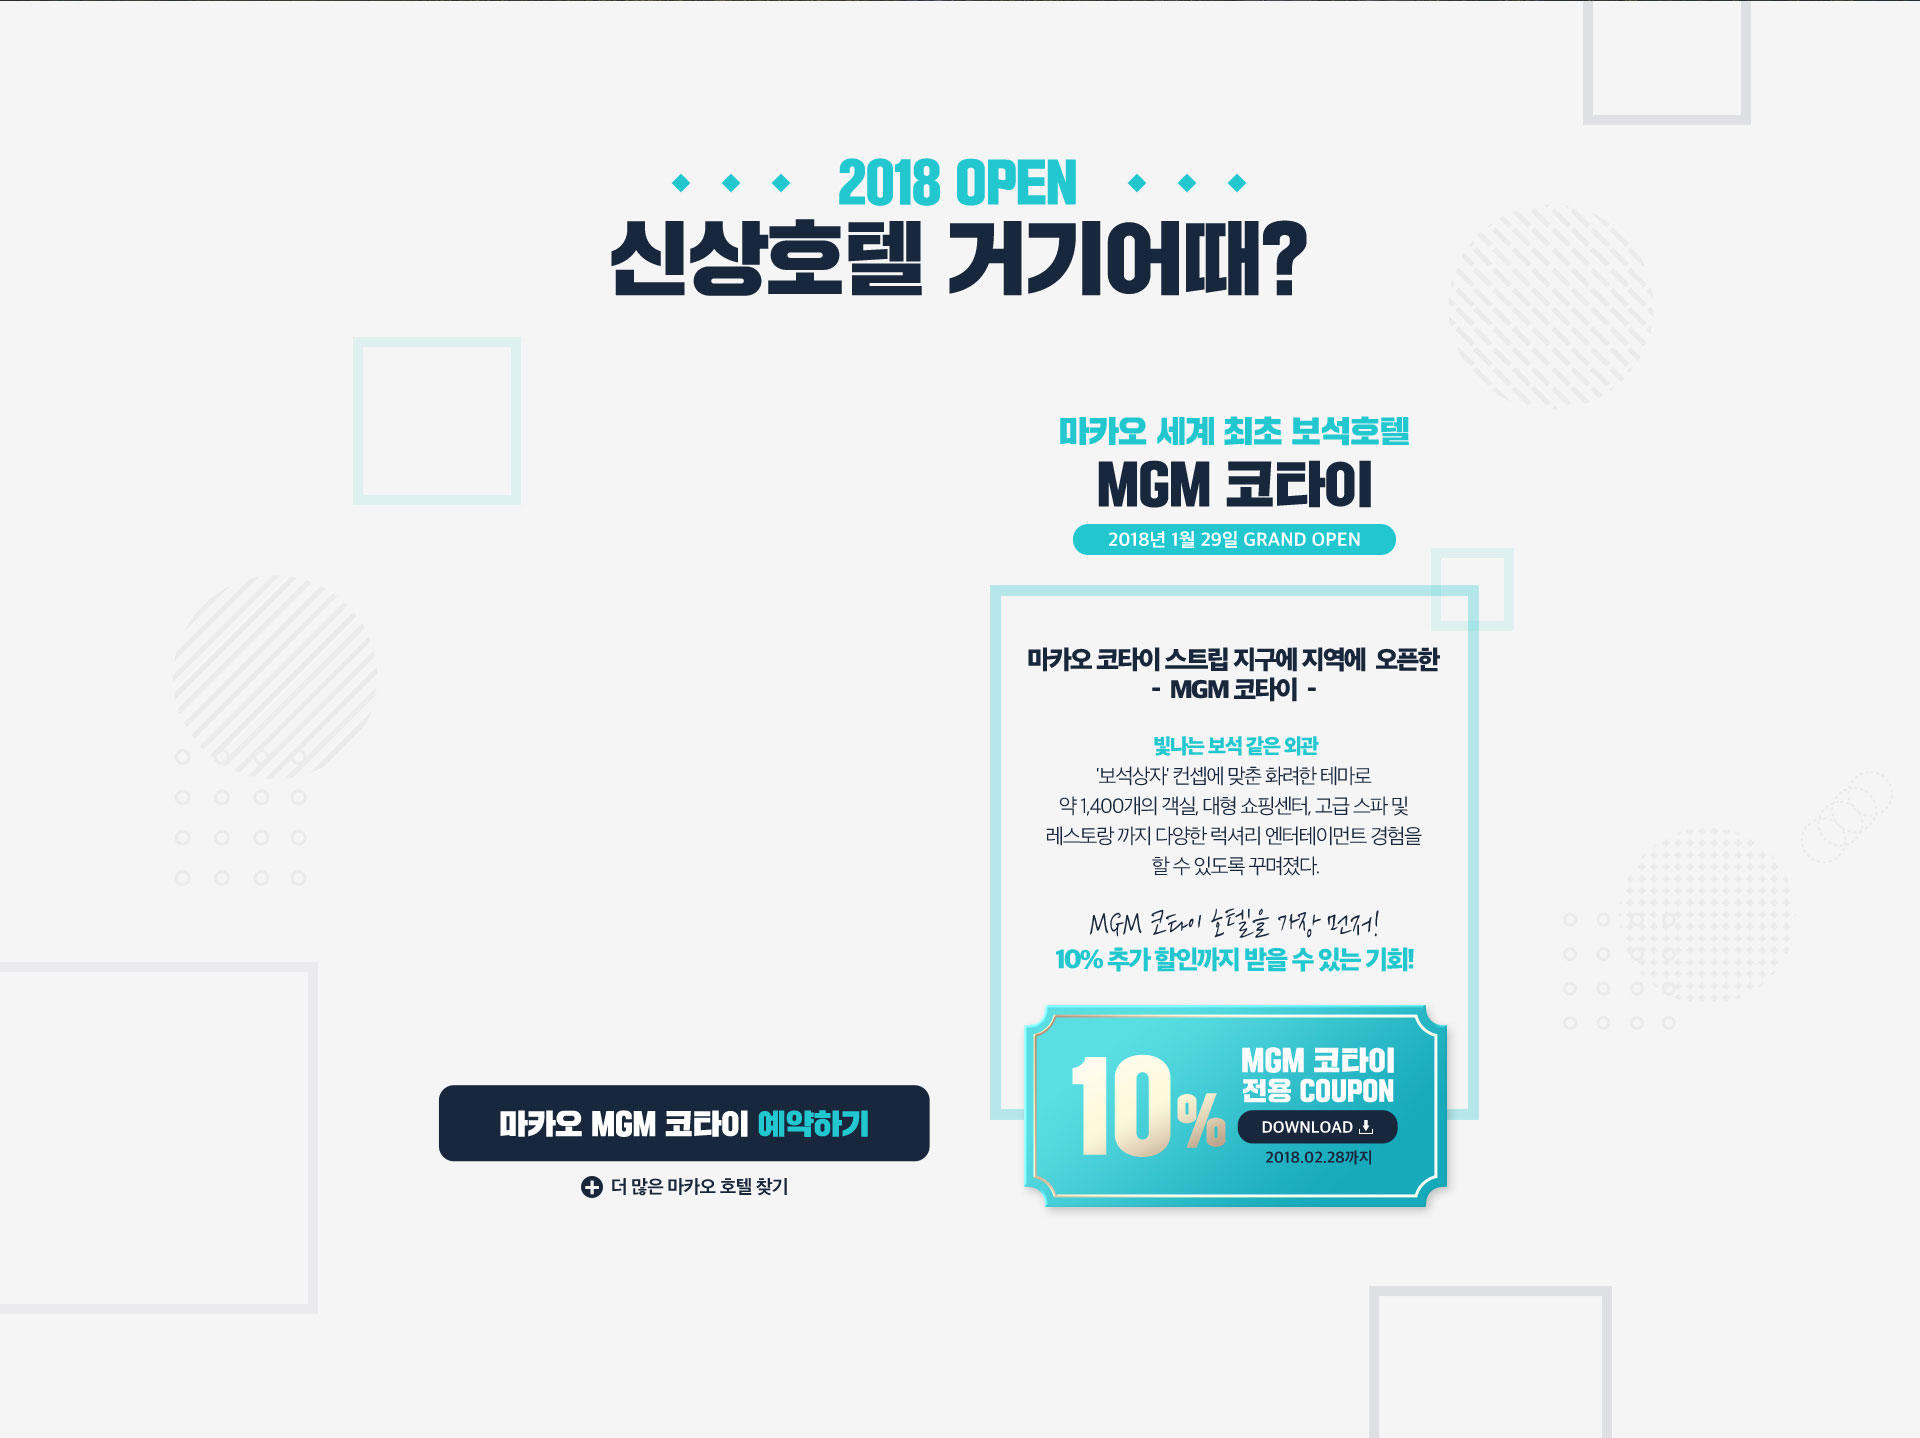 2018 OPEN
신상호텔 거기어때?
마카오 세계 최초 보석호텔
MGM 코타이
2018년 1월 29일 GRAND OPEN
마카오 코타이 스트립 지구에 지역에 오픈한
- MGM 코타이 -
빛나는 보석 같은 외관
'보석상자' 컨셉에 맞춘 화려한 테마로
약 1,400개의 객실, 대형 쇼핑센터, 고급 스파 및
레스토랑 까지 다양한 럭셔리 엔터테이먼트 경험을
할 수 있도록 꾸며졌다.
MGM 코타이 호텔을 가장 먼저!
10% 추가 할인까지 받을 수 있는 기회!
10%
MGM 코타이
전용 COUPON
DOWNLOAD
2018.02.28까지
마카오 MGM 코타이 예약하기
더 많은 마카오 호텔 찾기